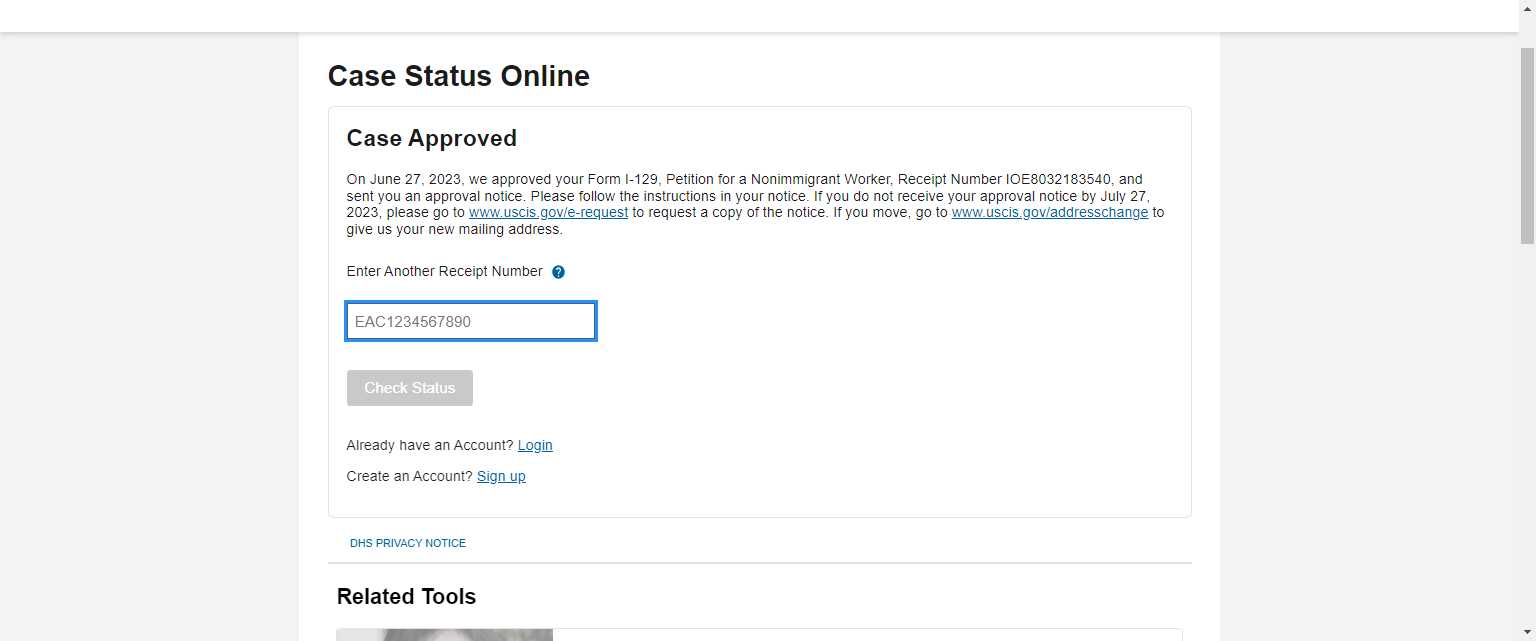 Case Status Online
Case Approved
On June 27, 2023, we approved your Form I-129, Petition for a Nonimmigrant Worker, Receipt Number IOE8032183540, and
sent you an approval notice. Please follow the instructions in your notice. If you do not receive your approval notice by July 27,
2023, please go to www.uscis.gov/e-request to request a copy of the notice. If you move, go to www.uscis.gov/addresschange to
give us your new mailing address.
Enter Another Receipt Number ?
EAC1234567890
Check Status
Already have an Account? Login
Create an Account? Sign up
DHS PRIVACY NOTICE
Related Tools